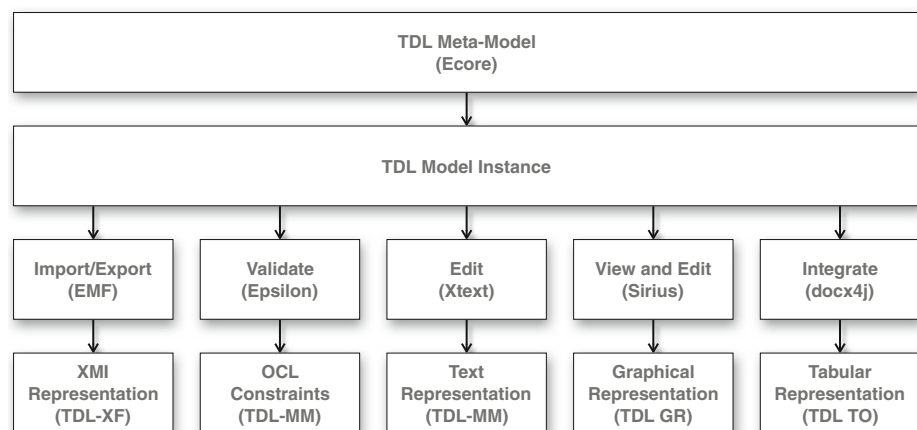 TDL Meta-Model
(Ecore)
TDL Model Instance
Import/Export
(EMF)
Validate
(Epsilon)
Edit
(Xtext)
View and Edit
(Sirius)
Integrate
(docx4j)
XMI
Representation
(TDL-XF)
OCL
Constraints
(TDL-MM)
Text
Representation
(TDL-MM)
Graphical
Representation
(TDL GR)
Tabular
Representation
(TDL TO)